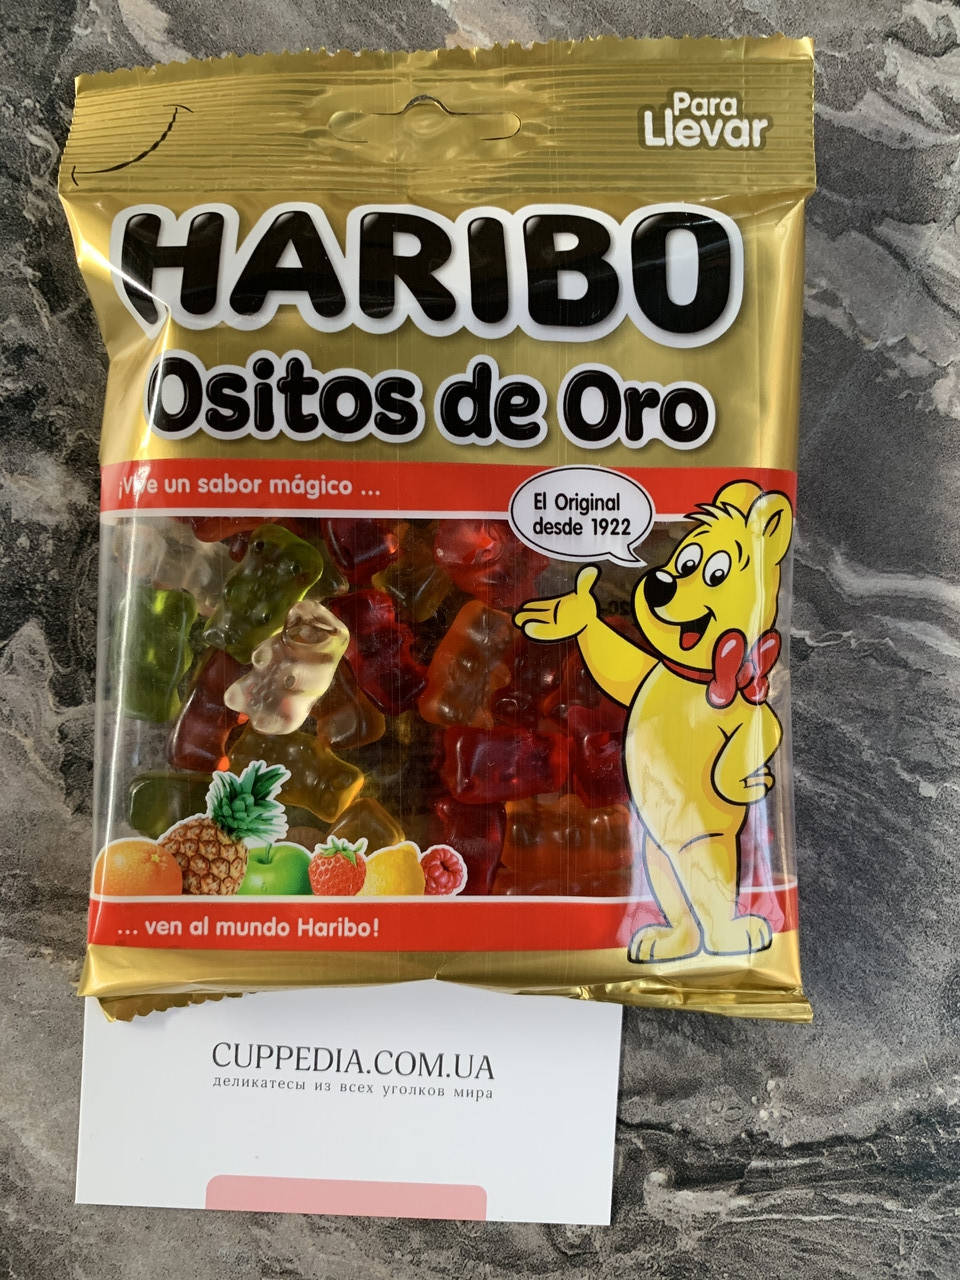 Para
Llevar
HARIBO
Ositos de Oro
un sabor mágico ...
El Original
desde 1922
... ven al mundo Haribo!
CUPPEDIA.COM.UA
деликатесы из всех уголков мира